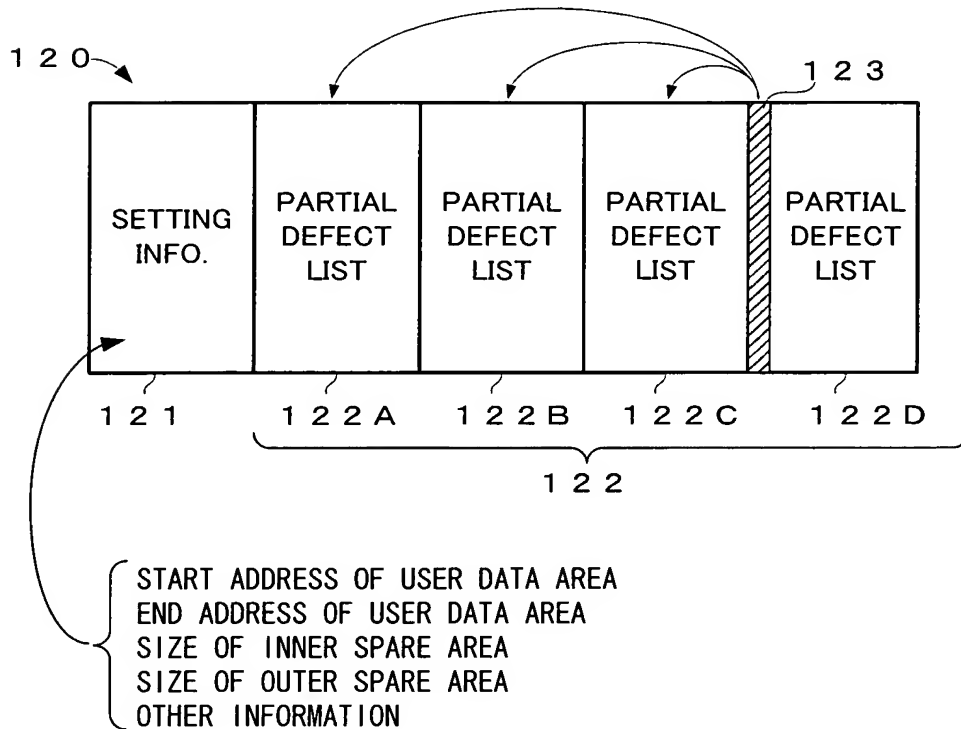 120
123
SETTING
INFO.
PARTIAL
DEFECT
LIST
PARTIAL
DEFECT
LIST
PARTIAL
DEFECT
LIST
PARTIAL
DEFECT
LIST
121
122A
122B
122C
122D
122
START ADDRESS OF USER DATA AREA
END ADDRESS OF USER DATA AREA
SIZE OF INNER SPARE AREA
SIZE OF OUTER SPARE AREA
OTHER INFORMATION